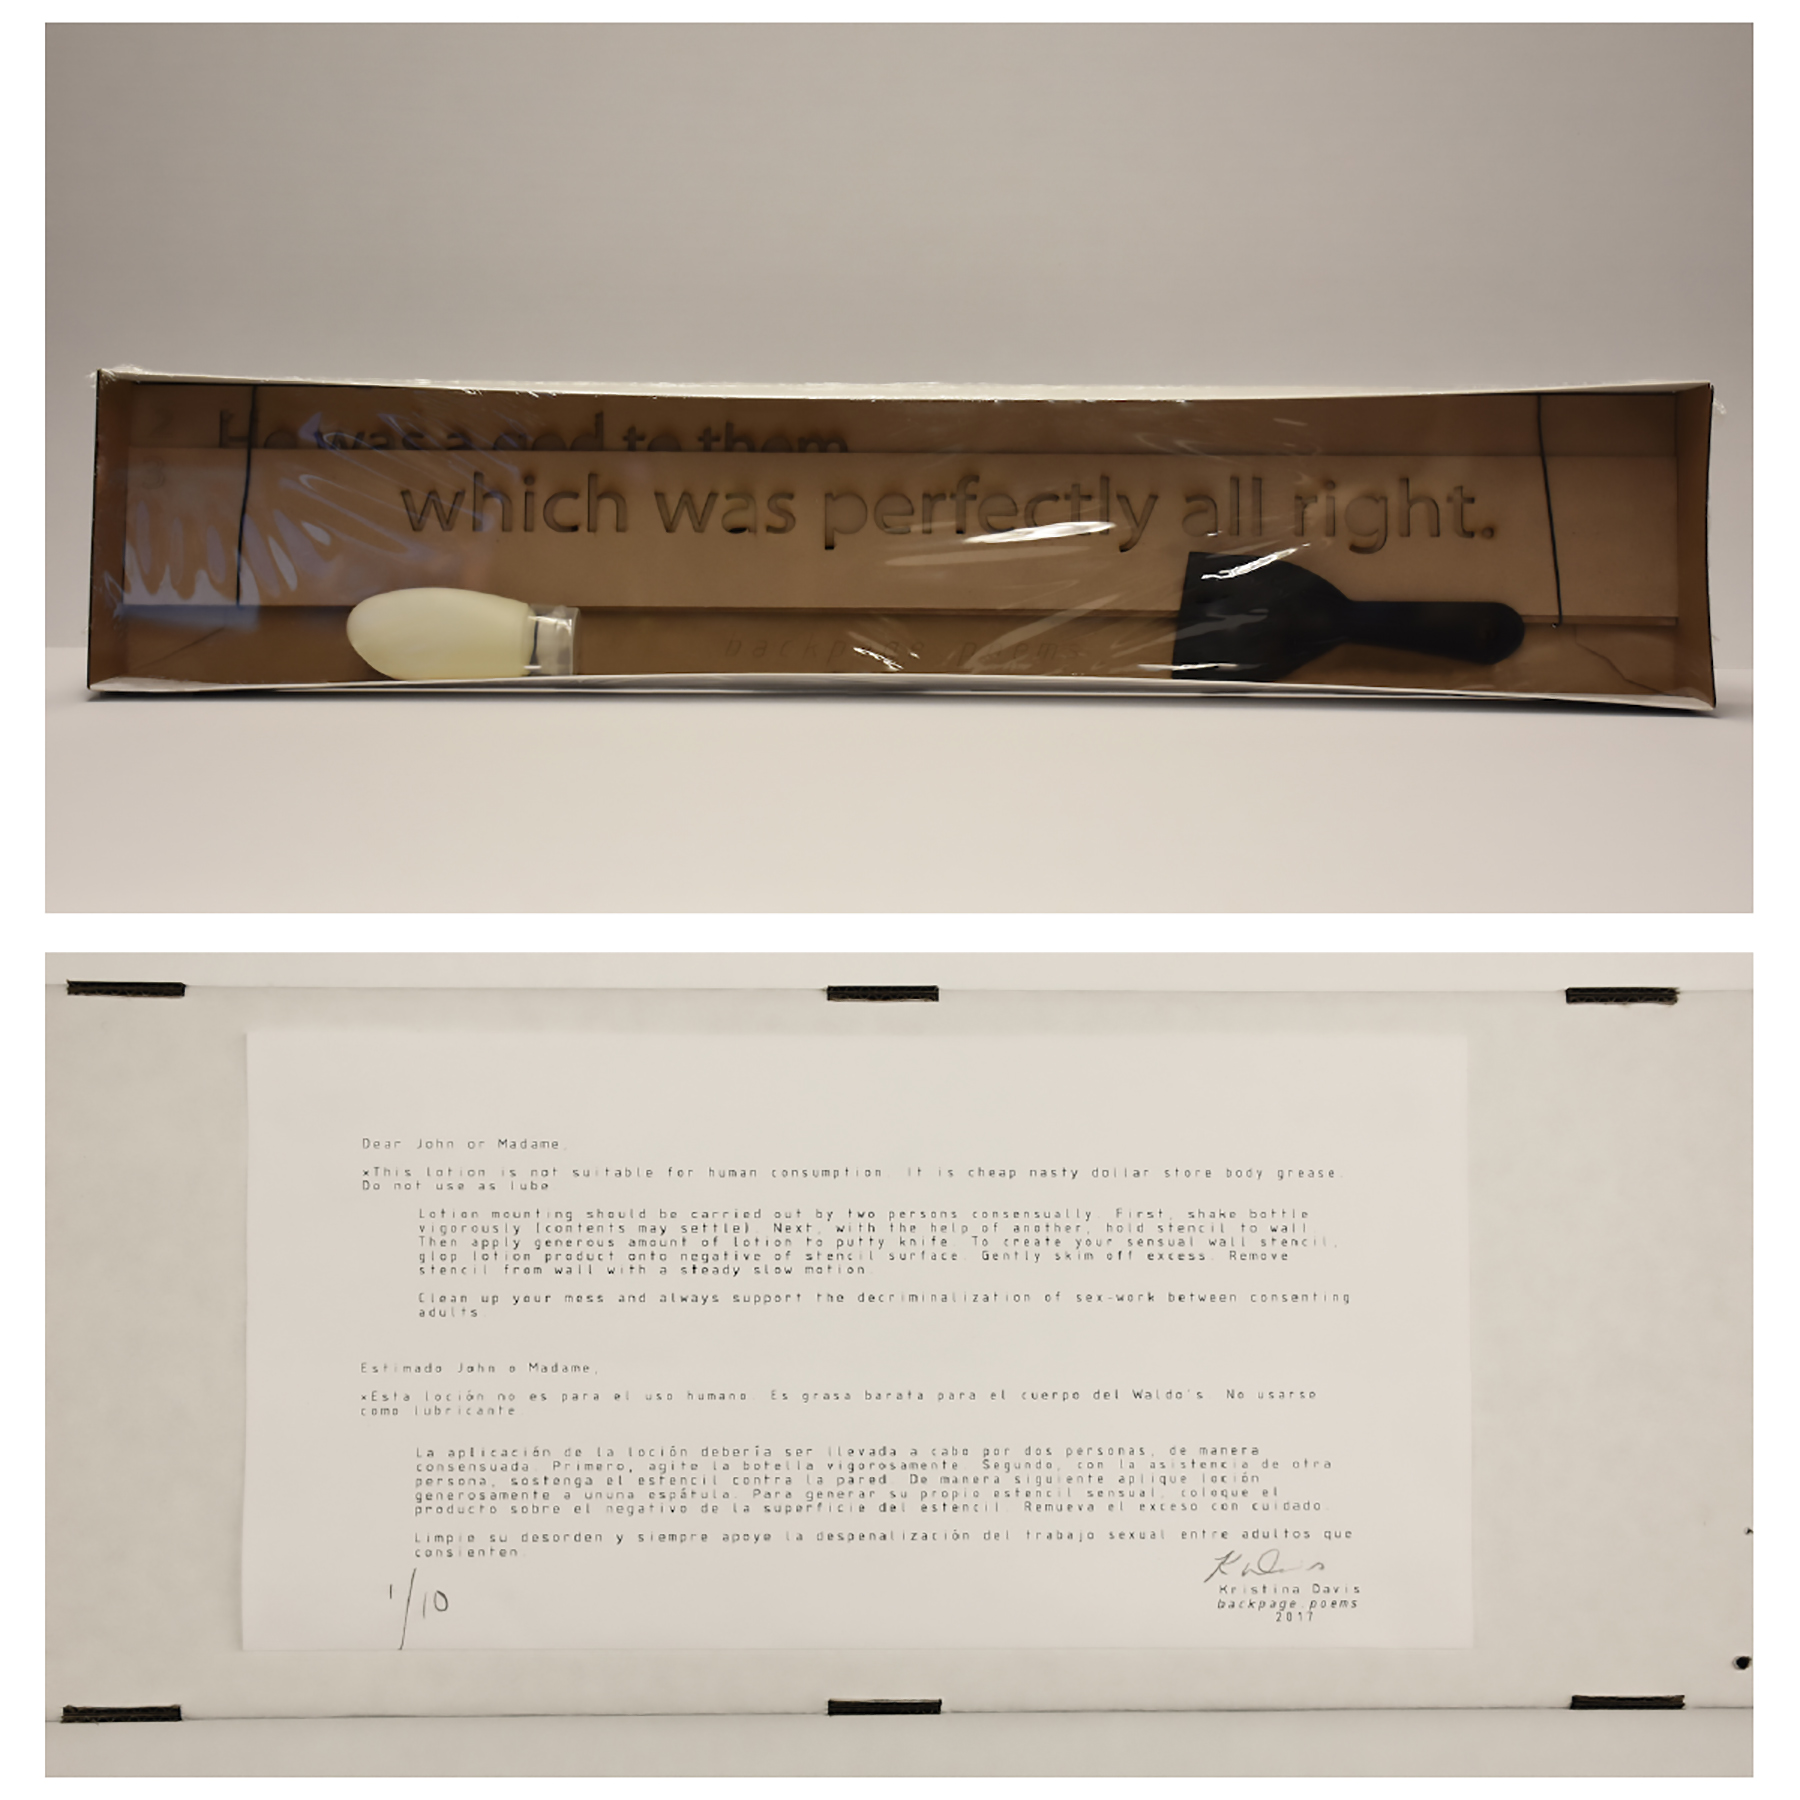 He was a god to them
which was perfectly all right.
backpage poems
Dear John or Madame,
*This lotion is not suitable for human consumption. It is cheap nasty dollar store body grease.
Do not use as lube
Lotion mounting should be carried out by two persons consensually. First, shake bottle
vigorously (contents may settle). Next, with the help of another, hold stencil to wall.
Then apply generous amount of lotion to putty knife. To create your sensual wall stencil,
glop lotion product onto negative of stencil surface. Gently skim off excess. Remove
stencil from wall with a steady slow motion.
Clean up your mess and always support the decriminalization of sex-work between consenting
adults.
Estimado John o Madame,
*Esta loción no es para el uso humano. Es grasa barata para el cuerpo del Waldo's. No usarse
como lubricante.
La aplicación de la loción debería ser llevada a cabo por dos personas, de manera
consensuada. Primero, agite la botella vigorosamente. Segundo, con la asistencia de otra
persona, sostenga el estencil contra la pared. De manera siguiente aplique loción
generosamente a ununa espátula. Para generar su propio estencil sensual, coloque el
producto sobre el negativo de la superficie del estencil. Remueva el exceso con cuidado.
Limpie su desorden y siempre apoye la despenalización del trabajo sexual entre adultos que
consienten.
1/10
K Davis
Kristina Davis
backpage.poems
2017